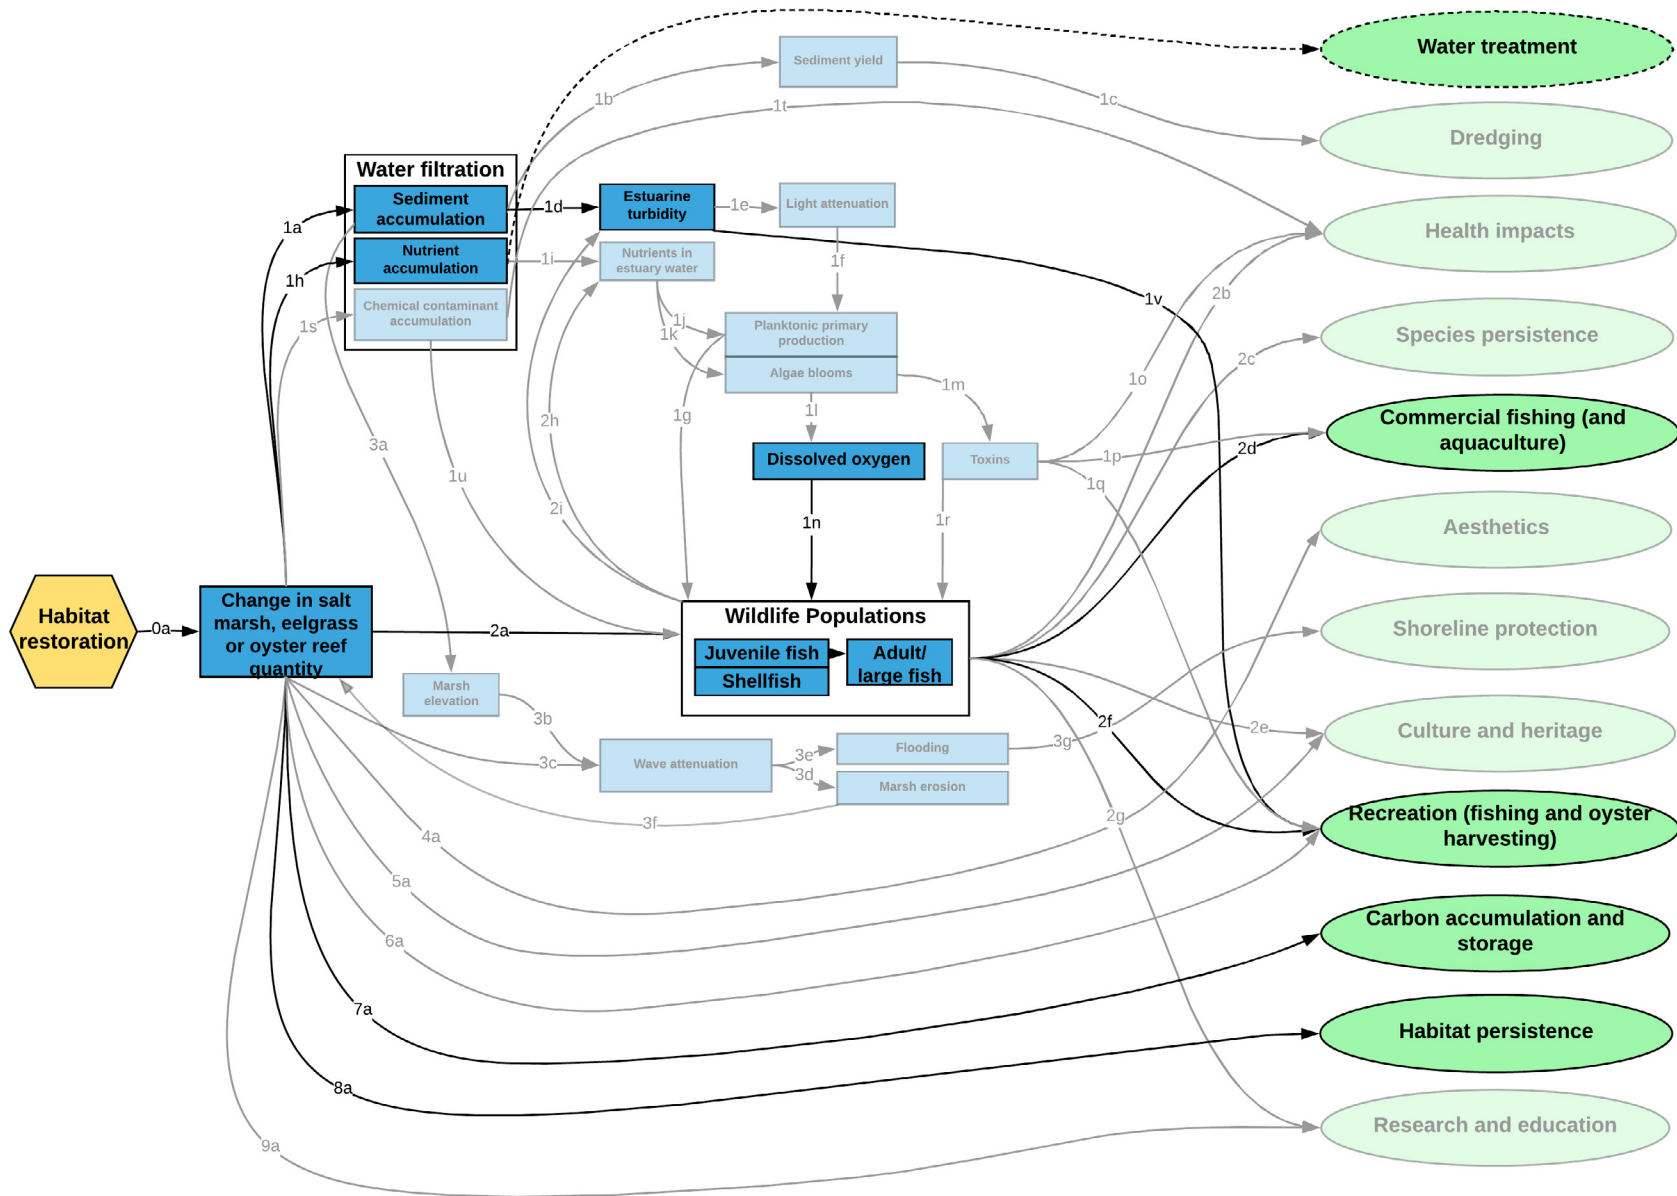 Water treatment
Sediment yield
1b
1c
1t
Dredging
Water filtration
Sediment
accumulation
1a
1d
Estuarine
turbidity
1e
Light attenuation
Health impacts
Nutrient
accumulation
1h
1i
Nutrients in
estuary water
1f
2b
1v
Chemical contaminant
accumulation
1s
1j
1k
Planktonic primary
production
Algae blooms
Species persistence
2c
1o
1m
1l
1g
2h
3a
1u
Commercial fishing (and
aquaculture)
2d
Dissolved oxygen
Toxins
1p
1q
2i
1n
1r
Aesthetics
Habitat
restoration
0a
Change in salt
marsh, eelgrass
or oyster reef
quantity
2a
Wildlife Populations
Juvenile fish
Shellfish
Adult/
large fish
Shoreline protection
Marsh
elevation
3b
3c
Wave attenuation
3e
3d
Flooding
Marsh erosion
3g
2f
2e
Culture and heritage
3f
4a
2g
Recreation (fishing and oyster
harvesting)
5a
6a
Carbon accumulation and
storage
7a
Habitat persistence
8a
Research and education
9a